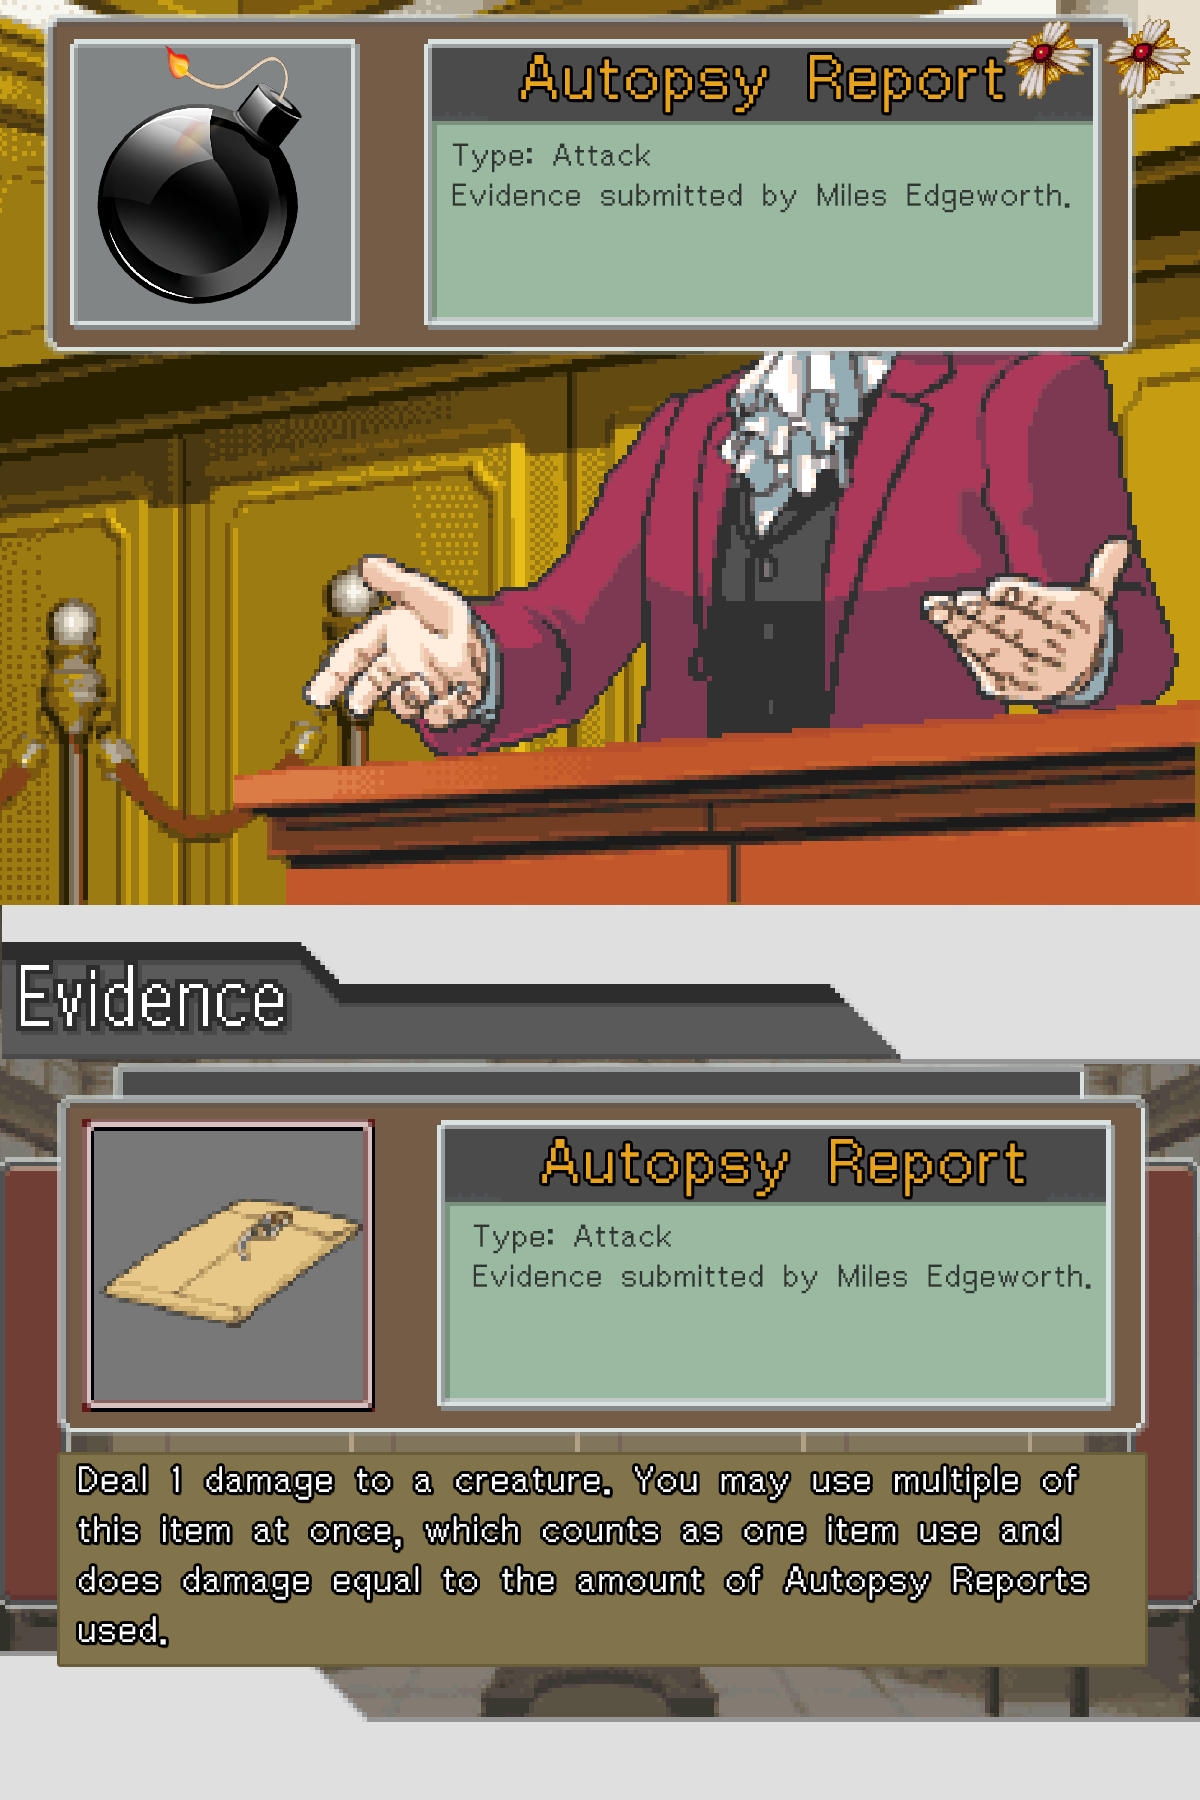 Autopsy Report
Type: Attack
Evidence submitted by Miles Edgeworth.
Evidence
Autopsy Report
Type: Attack
Evidence submitted by Miles Edgeworth.
Deal 1 damage to a creature. You may use multiple of
this item at once, which counts as one item use and
does damage equal to the amount of Autopsy Reports
used.